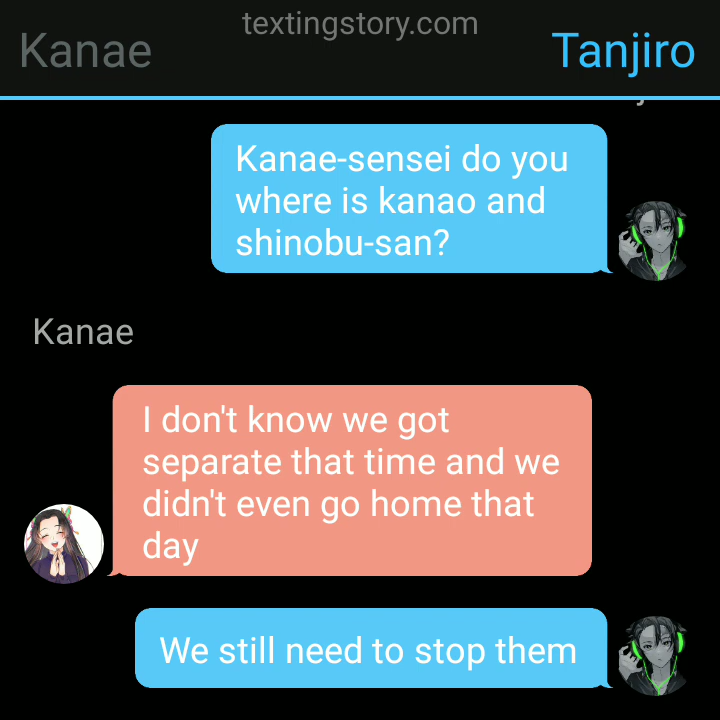 textingstory.com
Kanae
Tanjiro
Kanae-sensei do you
where is kanao and
shinobu-san?
Kanae
I don't know we got
separate that time and we
didn't even go home that
day
We still need to stop them